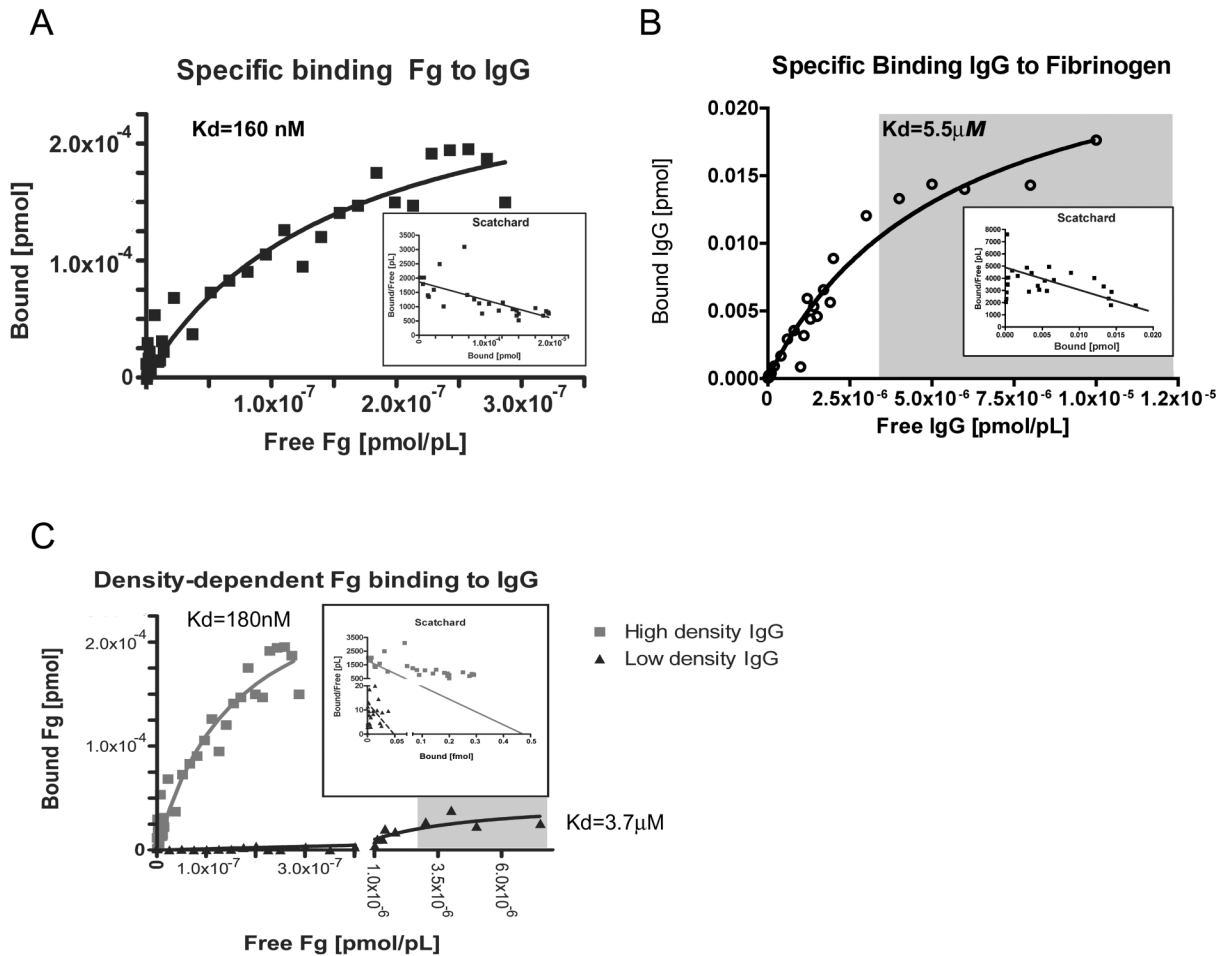 A
Specific binding Fg to IgG
Kd=160 nM
Bound [pmol]
2.0x10-4
1.0x10-4
0
1.0x10-7
2.0x10-7
3.0x10-7
Free Fg [pmol/pL]
Scatchard
Bound/Free [pL]
3500
3000
2500
2000
1500
1000
500
0
Bound [pmol]
B
Specific Binding IgG to Fibrinogen
Kd=5.5μM
Bound IgG [pmol]
0.020
0.015
0.010
0.005
0.000
0
2.5x10-6
5.0x10-6
7.5x10-6
1.0x10-5
1.2x10-5
Free IgG [pmol/pL]
Scatchard
Bound/Free [pL]
8000
7000
6000
5000
4000
3000
2000
1000
0
0.000
0.005
0.010
0.015
0.020
Bound [pmol]
C
Density-dependent Fg binding to IgG
Kd=180nM
Bound Fg [pmol]
2.0x10-4
1.0x10-4
0
0
1.0x10-7
3.0x10-7
1.0x10-6
3.5x10-6
6.0x10-6
Free Fg [pmol/pL]
Kd=3.7μM
Scatchard
Bound/Free [pL]
3500
1500
500
20
10
0
0
0.05
0.1
0.2
0.3
0.4
0.5
Bound [fmol]
High density IgG
Low density IgG